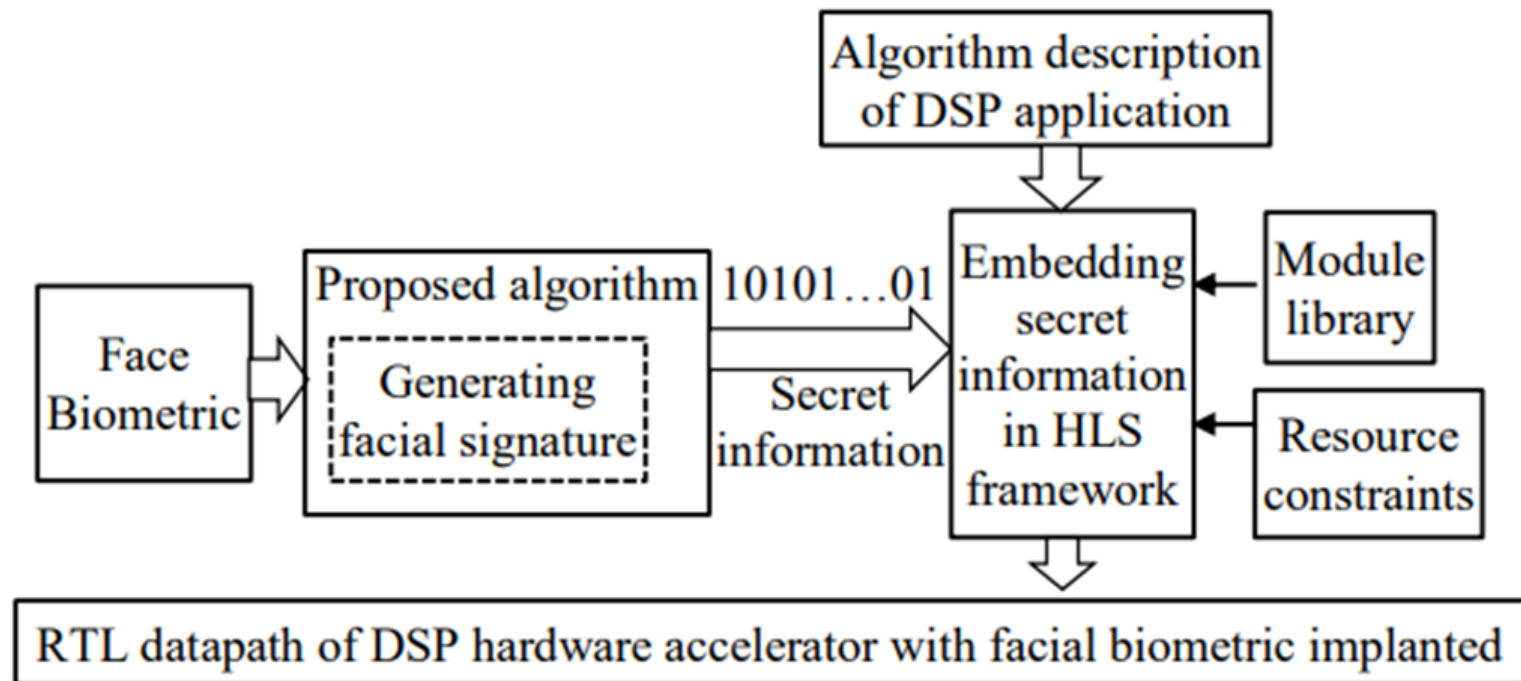 Algorithm description
of DSP application
Face
Biometric
Proposed algorithm
Generating
facial signature
10101...01
Secret
information
Embedding
secret
information
in HLS
framework
Module
library
Resource
constraints
RTL datapath of DSP hardware accelerator with facial biometric implanted